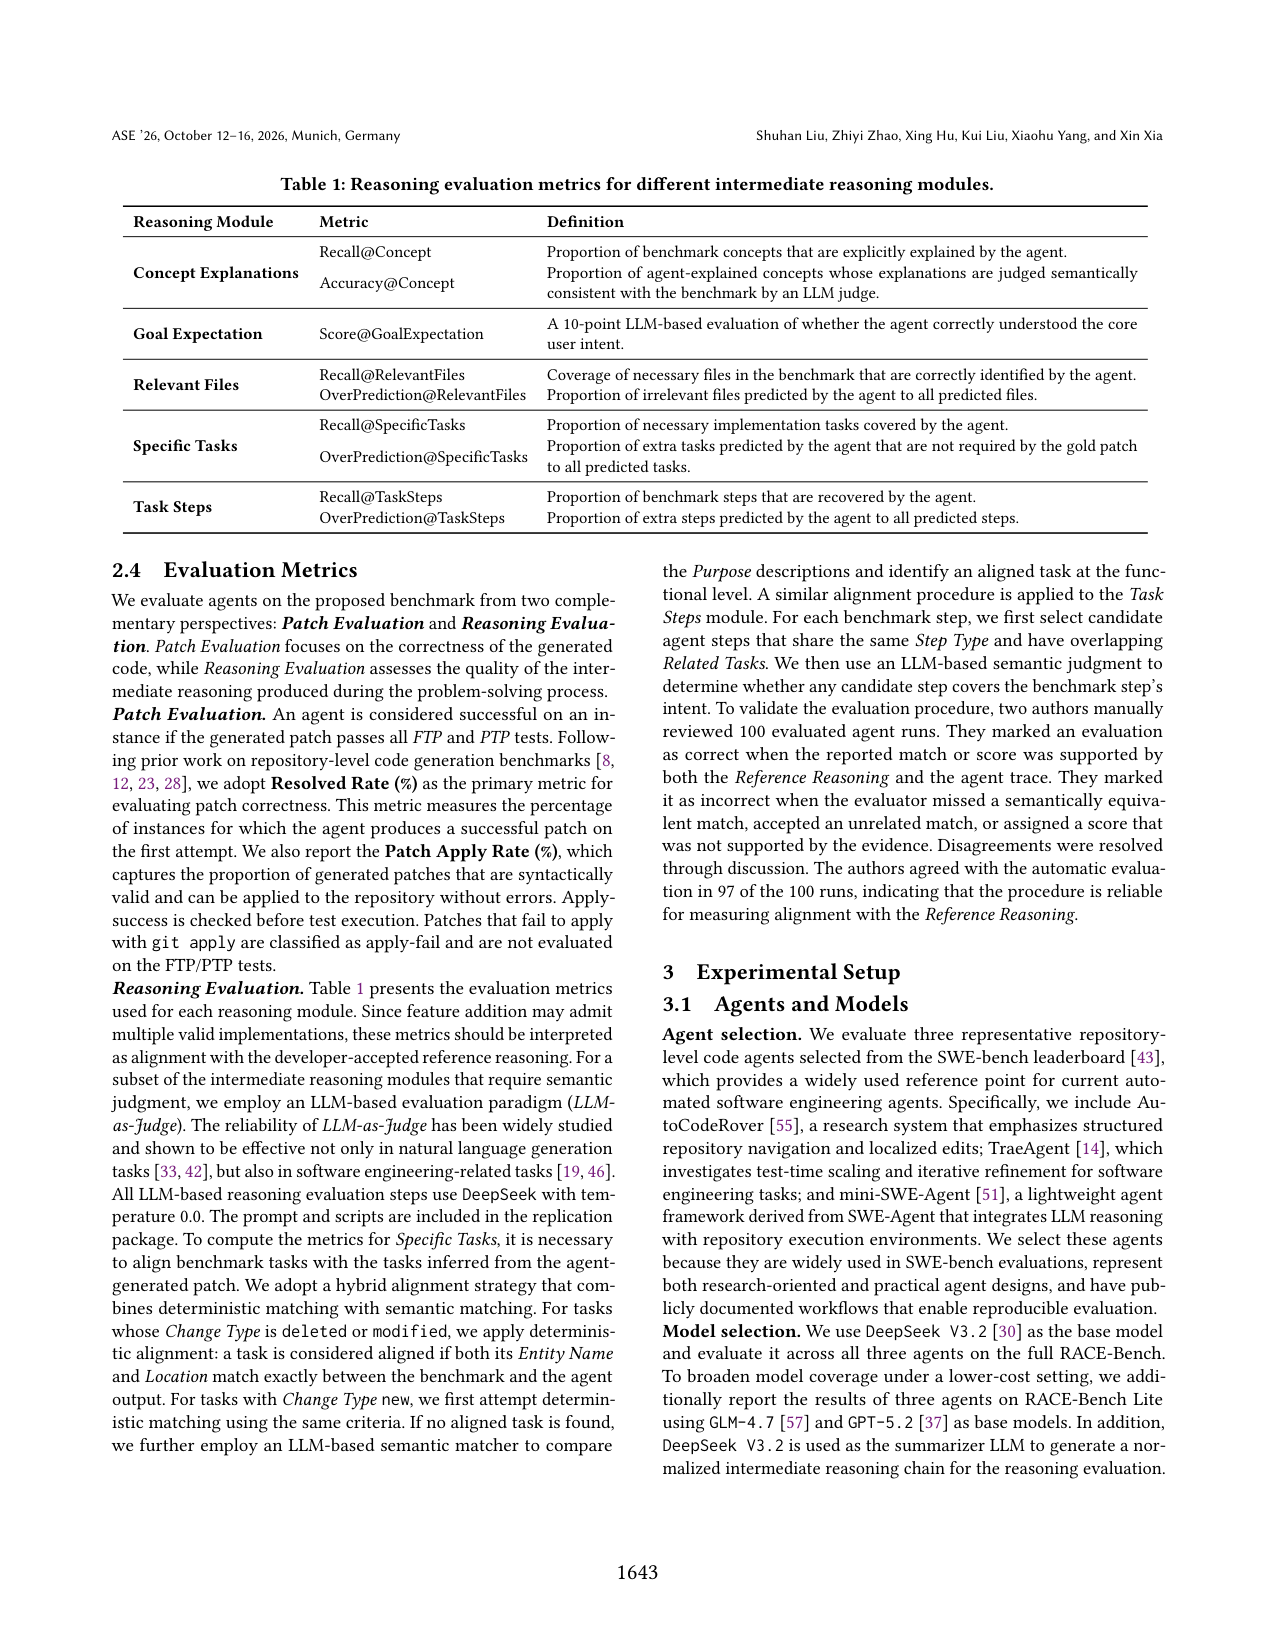 ASE '26, October 12–16, 2026, Munich, Germany
Shuhan Liu, Zhiyi Zhao, Xing Hu, Kui Liu, Xiaohu Yang, and Xin Xia
Table 1: Reasoning evaluation metrics for different intermediate reasoning modules.
Reasoning Module Metric Definition
Concept Explanations
Recall@Concept Proportion of benchmark concepts that are explicitly explained by the agent.
Accuracy@Concept Proportion of agent-explained concepts whose explanations are judged semantically
consistent with the benchmark by an LLM judge.
Goal Expectation Score@GoalExpectation A 10-point LLM-based evaluation of whether the agent correctly understood the core
user intent.
Relevant Files
Recall@RelevantFiles Coverage of necessary files in the benchmark that are correctly identified by the agent.
OverPrediction@RelevantFiles Proportion of irrelevant files predicted by the agent to all predicted files.
Specific Tasks
Recall@SpecificTasks Proportion of necessary implementation tasks covered by the agent.
OverPrediction@SpecificTasks Proportion of extra tasks predicted by the agent that are not required by the gold patch
to all predicted tasks.
Task Steps
Recall@TaskSteps Proportion of benchmark steps that are recovered by the agent.
OverPrediction@TaskSteps Proportion of extra steps predicted by the agent to all predicted steps.
2.4 Evaluation Metrics
We evaluate agents on the proposed benchmark from two comple-
mentary perspectives: Patch Evaluation and Reasoning Evalua-
tion. Patch Evaluation focuses on the correctness of the generated
code, while Reasoning Evaluation assesses the quality of the inter-
mediate reasoning produced during the problem-solving process.
Patch Evaluation. An agent is considered successful on an in-
stance if the generated patch passes all FTP and PTP tests. Follow-
ing prior work on repository-level code generation benchmarks [8,
12, 23, 28], we adopt Resolved Rate (%) as the primary metric for
evaluating patch correctness. This metric measures the percentage
of instances for which the agent produces a successful patch on
the first attempt. We also report the Patch Apply Rate (%), which
captures the proportion of generated patches that are syntactically
valid and can be applied to the repository without errors. Apply-
success is checked before test execution. Patches that fail to apply
with git apply are classified as apply-fail and are not evaluated
on the FTP/PTP tests.
Reasoning Evaluation. Table 1 presents the evaluation metrics
used for each reasoning module. Since feature addition may admit
multiple valid implementations, these metrics should be interpreted
as alignment with the developer-accepted reference reasoning. For a
subset of the intermediate reasoning modules that require semantic
judgment, we employ an LLM-based evaluation paradigm (LLM-
as-Judge). The reliability of LLM-as-Judge has been widely studied
and shown to be effective not only in natural language generation
tasks [33, 42], but also in software engineering-related tasks [19, 46].
All LLM-based reasoning evaluation steps use DeepSeek with tem-
perature 0.0. The prompt and scripts are included in the replication
package. To compute the metrics for Specific Tasks, it is necessary
to align benchmark tasks with the tasks inferred from the agent-
generated patch. We adopt a hybrid alignment strategy that com-
bines deterministic matching with semantic matching. For tasks
whose Change Type is deleted or modified, we apply determinis-
tic alignment: a task is considered aligned if both its Entity Name
and Location match exactly between the benchmark and the agent
output. For tasks with Change Type new, we first attempt determin-
istic matching using the same criteria. If no aligned task is found,
we further employ an LLM-based semantic matcher to compare
the Purpose descriptions and identify an aligned task at the func-
tional level. A similar alignment procedure is applied to the Task
Steps module. For each benchmark step, we first select candidate
agent steps that share the same Step Type and have overlapping
Related Tasks. We then use an LLM-based semantic judgment to
determine whether any candidate step covers the benchmark step's
intent. To validate the evaluation procedure, two authors manually
reviewed 100 evaluated agent runs. They marked an evaluation
as correct when the reported match or score was supported by
both the Reference Reasoning and the agent trace. They marked
it as incorrect when the evaluator missed a semantically equiva-
lent match, accepted an unrelated match, or assigned a score that
was not supported by the evidence. Disagreements were resolved
through discussion. The authors agreed with the automatic evalua-
tion in 97 of the 100 runs, indicating that the procedure is reliable
for measuring alignment with the Reference Reasoning.
3 Experimental Setup
3.1 Agents and Models
Agent selection. We evaluate three representative repository-
level code agents selected from the SWE-bench leaderboard [43],
which provides a widely used reference point for current auto-
mated software engineering agents. Specifically, we include Au-
toCodeRover [55], a research system that emphasizes structured
repository navigation and localized edits; TraeAgent [14], which
investigates test-time scaling and iterative refinement for software
engineering tasks; and mini-SWE-Agent [51], a lightweight agent
framework derived from SWE-Agent that integrates LLM reasoning
with repository execution environments. We select these agents
because they are widely used in SWE-bench evaluations, represent
both research-oriented and practical agent designs, and have pub-
licly documented workflows that enable reproducible evaluation.
Model selection. We use DeepSeek V3.2 [30] as the base model
and evaluate it across all three agents on the full RACE-Bench.
To broaden model coverage under a lower-cost setting, we addi-
tionally report the results of three agents on RACE-Bench Lite
using GLM-4.7 [57] and GPT-5.2 [37] as base models. In addition,
DeepSeek V3.2 is used as the summarizer LLM to generate a nor-
malized intermediate reasoning chain for the reasoning evaluation.
1643